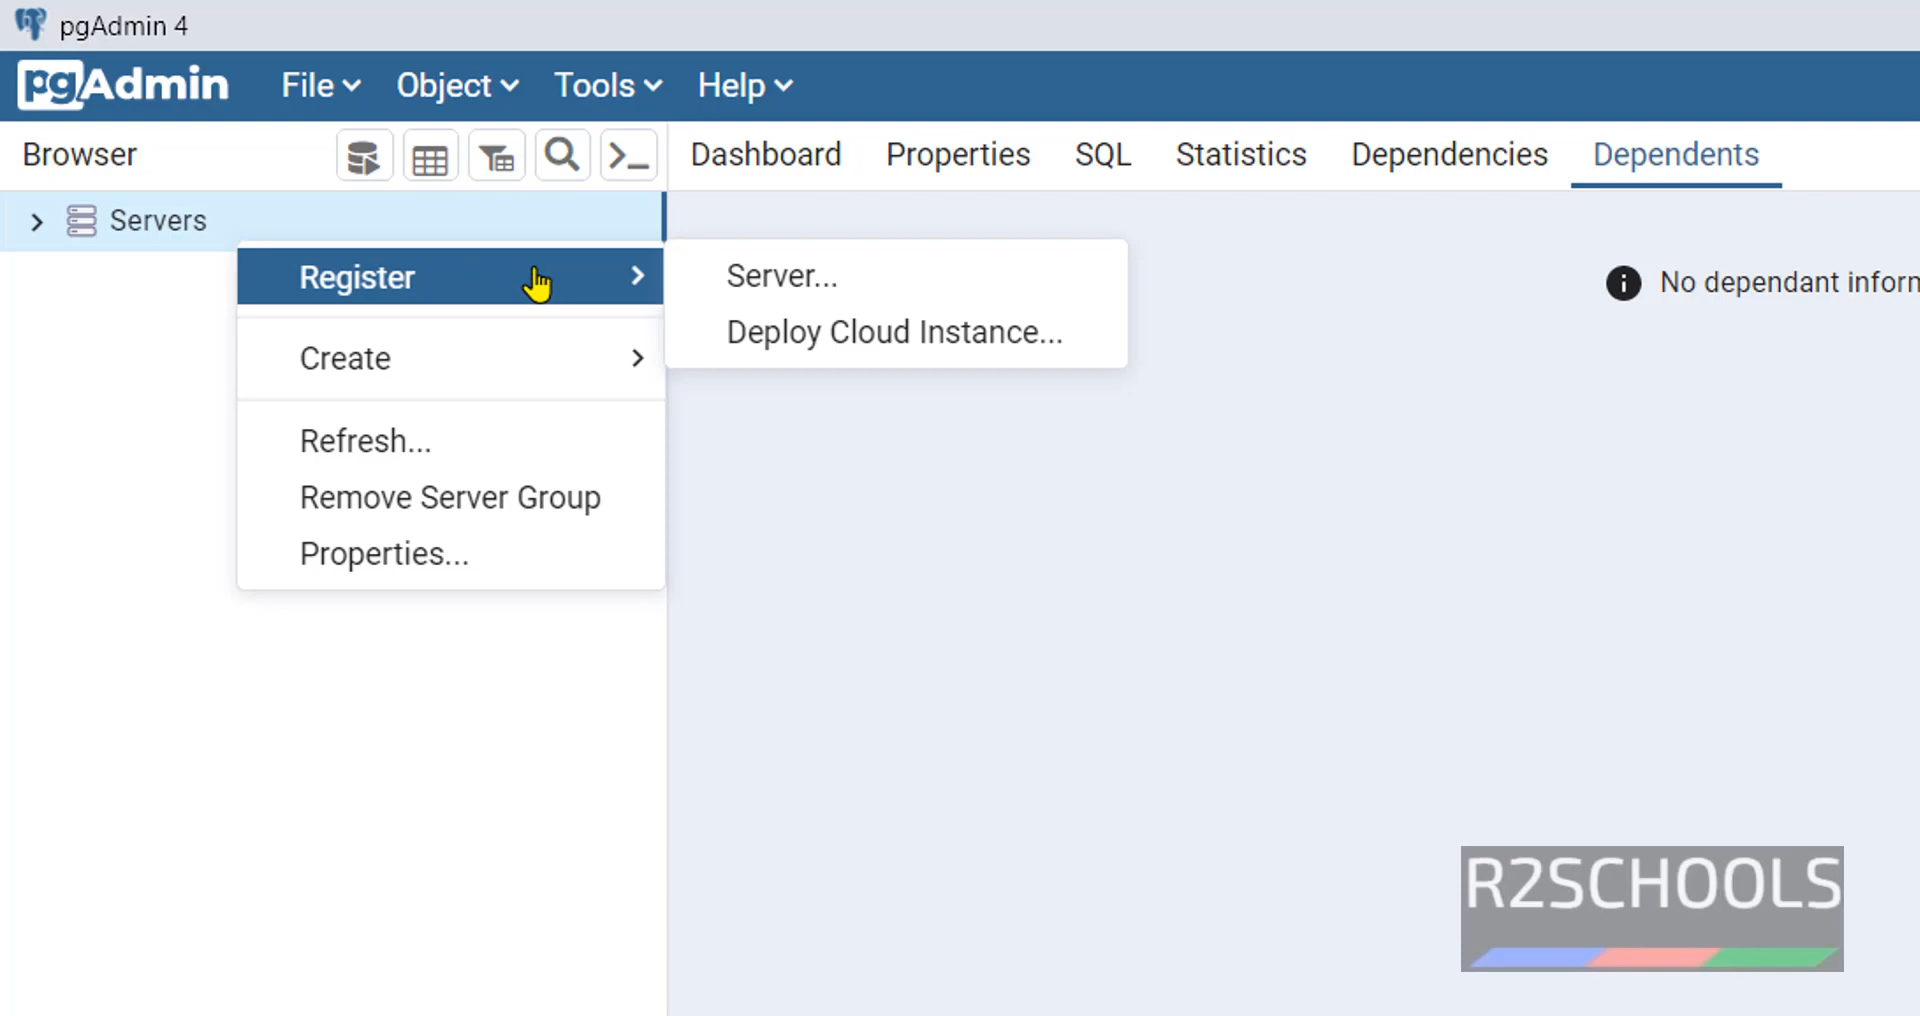 pgAdmin 4
pgAdmin File Object Tools Help
Browser Dashboard Properties SQL Statistics Dependencies Dependents
Servers
Register
Server...
No dependant inforn
Deploy Cloud Instance...
Create
Refresh...
Remove Server Group
Properties...
R2SCHOOLS